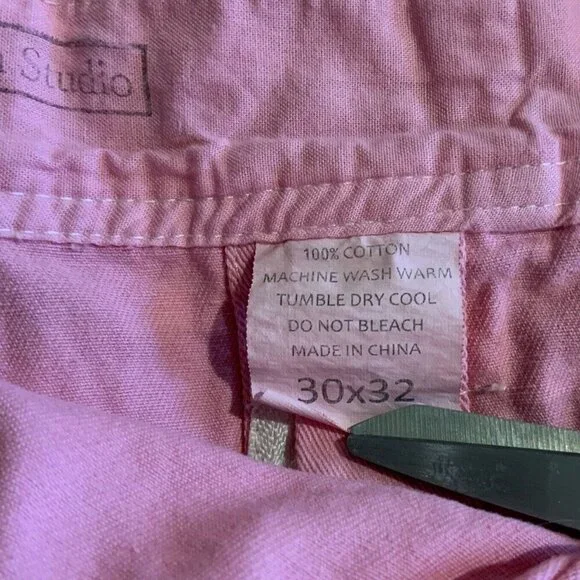 Studio
100% COTTON
MACHINE WASH WARM
TUMBLE DRY COOL
DO NOT BLEACH
MADE IN CHINA
30x32